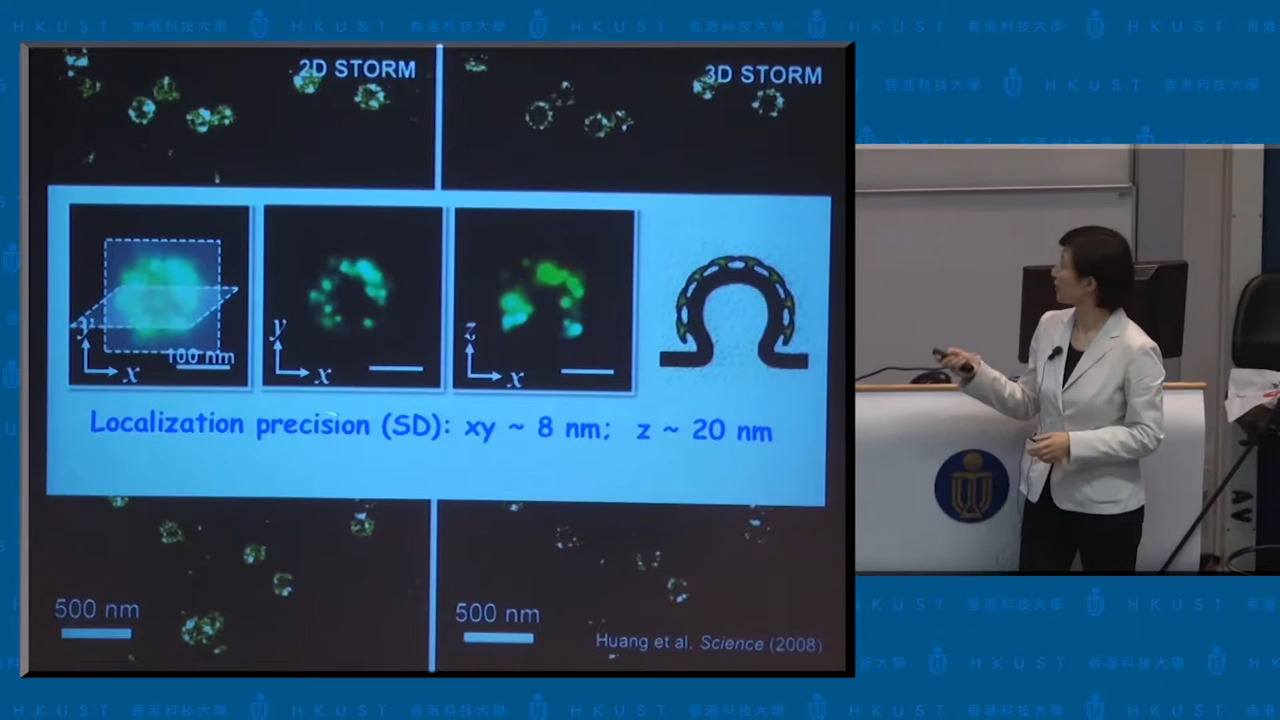 HKUST 香港科技大學
2D STORM
3D STORM
y
x
100 nm
y
x
z
x
Localization precision (SD): xy ~ 8 nm; z ~ 20 nm
500 nm
500 nm
Huang et al. Science (2008)
AV